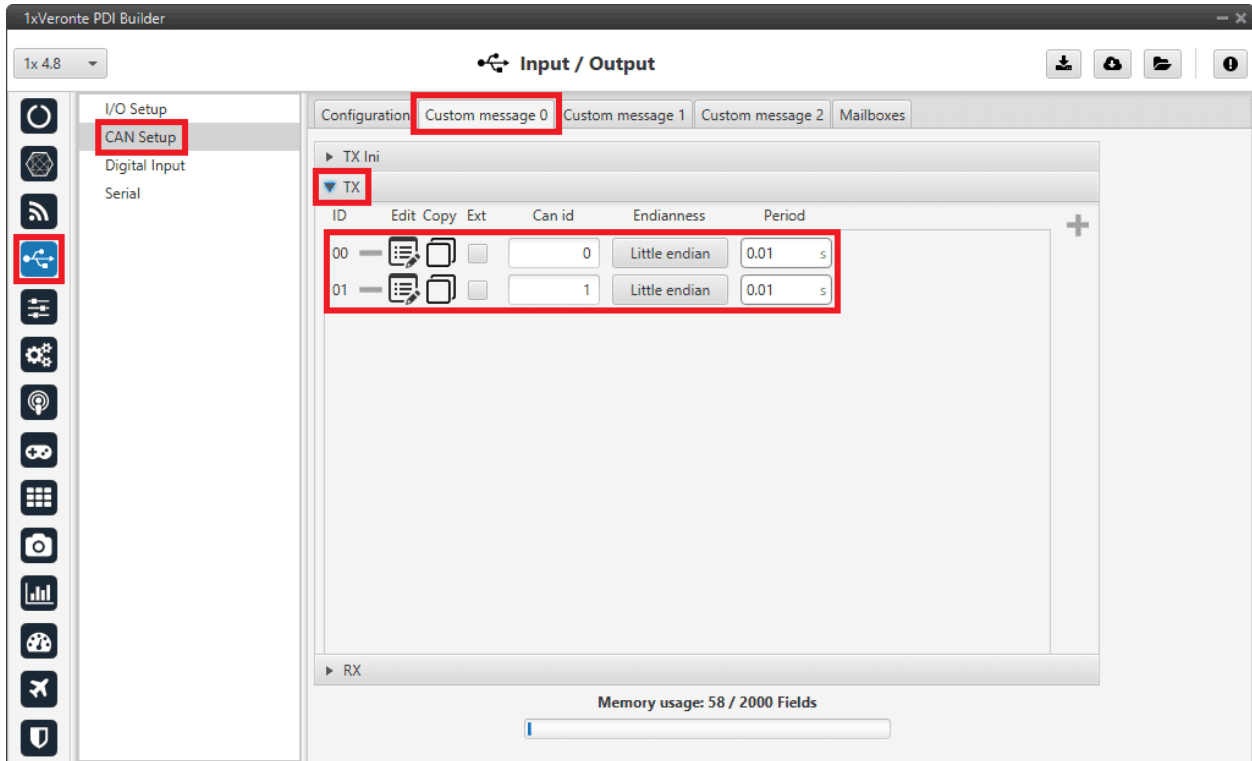 1xVeronte PDI Builder
1x 4.8
Input / Output
I/O Setup
CAN Setup
Digital Input
Serial
Configuration Custom message 0 Custom message 1 Custom message 2 Mailboxes
TX Ini
TX
ID Edit Copy Ext Can id Endianness Period
00 0 Little endian 0.01 s
01 1 Little endian 0.01 s
RX
Memory usage: 58 / 2000 Fields